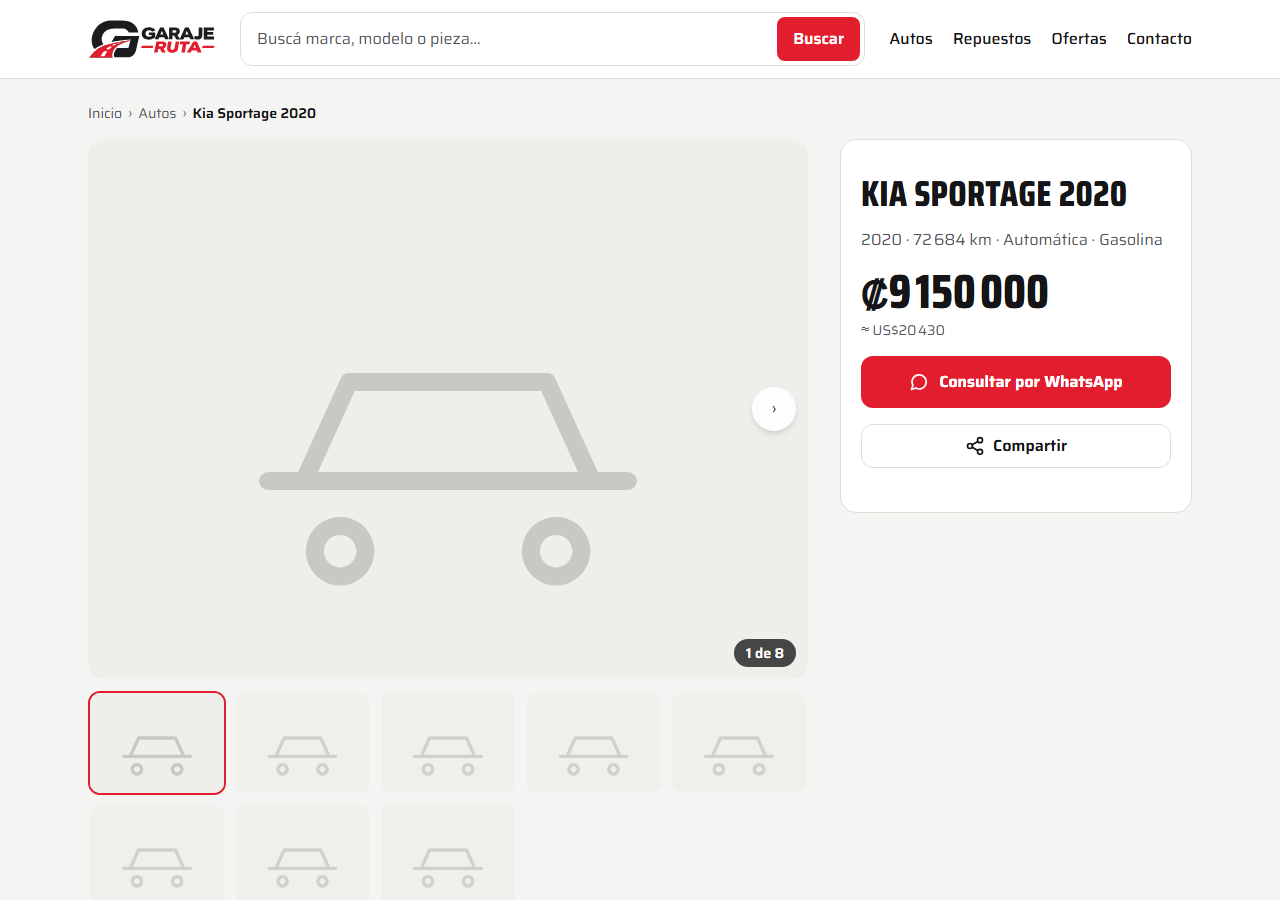 GARAJE
RUTA
Buscá marca, modelo o pieza...
Buscar
Autos
Repuestos
Ofertas
Contacto
Inicio › Autos › Kia Sportage 2020
KIA SPORTAGE 2020
2020 · 72 684 km · Automática · Gasolina
₡9 150 000
≈ US$20 430
Consultar por WhatsApp
Compartir
›
1 de 8